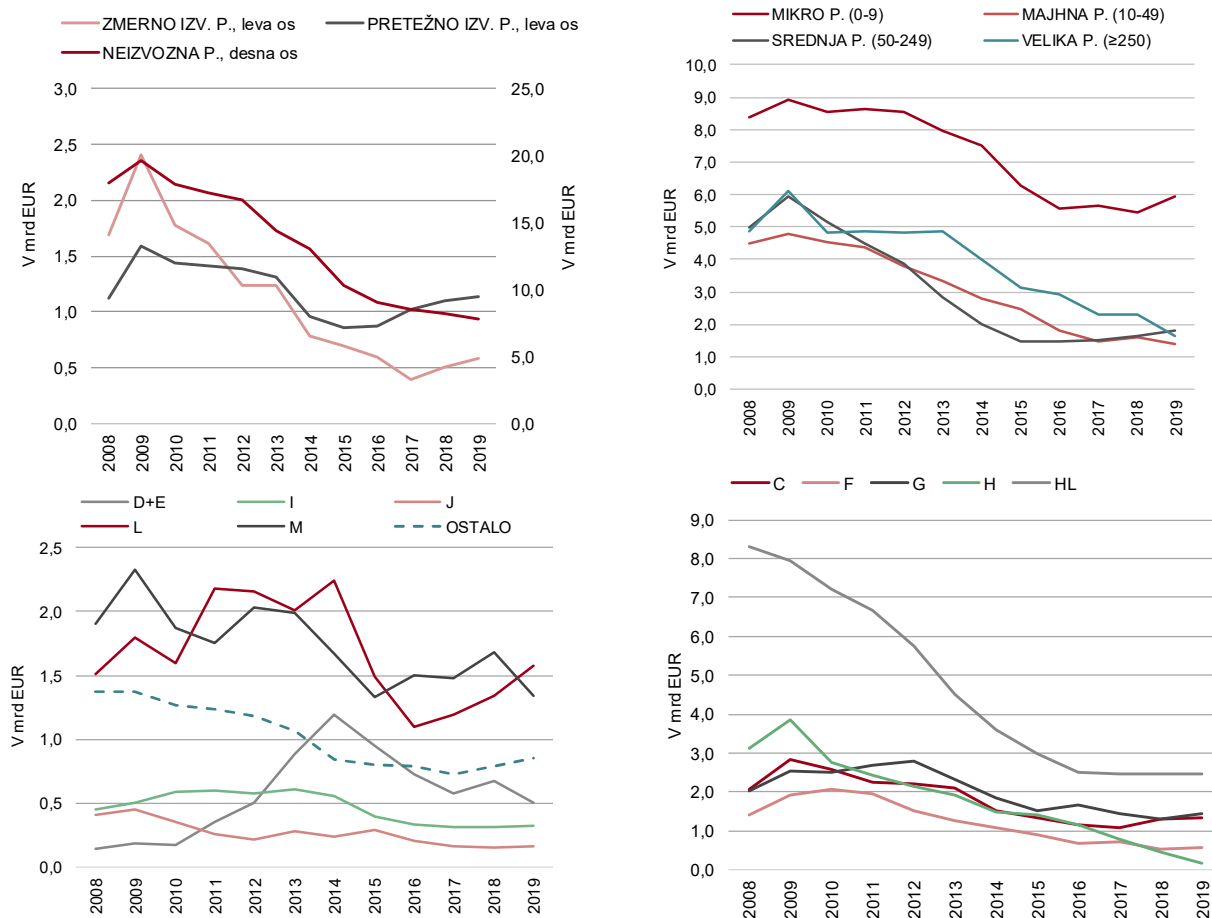 ZMERNO IZV. P., leva os
PRETEŽNO IZV. P., leva os
NEIZVOZNA P., desna os
3,0
2,5
2,0
1,5
1,0
0,5
0,0
V mrd EUR
25,0
20,0
15,0
10,0
5,0
0,0
V mrd EUR
2008 2009 2010 2011 2012 2013 2014 2015 2016 2017 2018 2019
MIKRO P. (0-9)
MAJHNA P. (10-49)
SREDNJA P. (50-249)
VELIKA P. (≥250)
10,0
9,0
8,0
7,0
6,0
5,0
4,0
3,0
2,0
1,0
0,0
V mrd EUR
2008 2009 2010 2011 2012 2013 2014 2015 2016 2017 2018 2019
D+E
I
J
L
M
OSTALO
2,5
2,0
1,5
1,0
0,5
0,0
V mrd EUR
2008 2009 2010 2011 2012 2013 2014 2015 2016 2017 2018 2019
C
F
G
H
HL
9,0
8,0
7,0
6,0
5,0
4,0
3,0
2,0
1,0
0,0
V mrd EUR
2008 2009 2010 2011 2012 2013 2014 2015 2016 2017 2018 2019